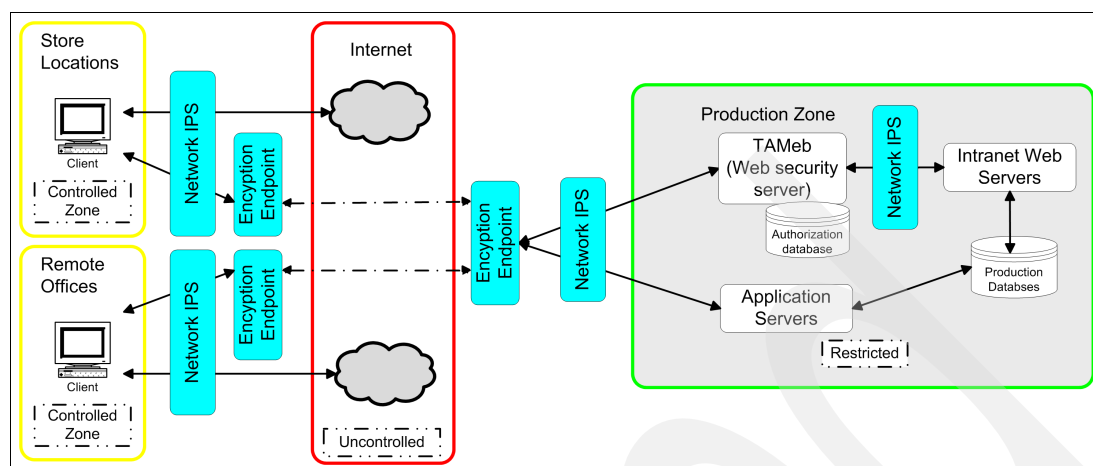 Store
Locations
Client
Controlled
Zone
Network IPS
Encyption
Endpoint
Remote
Offices
Client
Controlled
Zone
Network IPS
Encyption
Endpoint
Internet
Uncontrolled
Encyption
Endpoint
Network IPS
Production Zone
TAMeb
(Web security
server)
Authorization
database
Network IPS
Intranet Web
Servers
Production
Databses
Application
Servers
Restricted